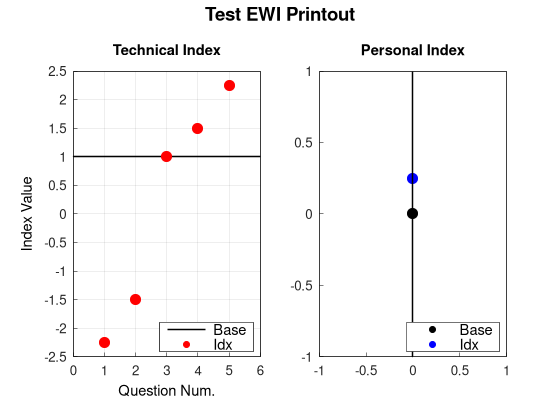 Test EWI Printout
Technical Index
Personal Index
2.5
2
1.5
1
0.5
0
-0.5
-1
-1.5
-2
-2.5
Index Value
0 1 2 3 4 5 6
Question Num.
Base
Idx
1
0.5
0
-0.5
-1
-1 -0.5 0 0.5 1
Base
Idx